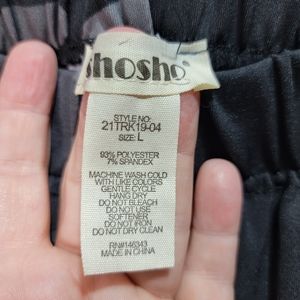 shosho
STYLE NO:
21TRK19-04
SIZE: L
93% POLYESTER
7% SPANDEX
MACHINE WASH COLD
WITH LIKE COLORS
GENTLE CYCLE
HANG DRY
DO NOT BLEACH
DO NOT USE
SOFTENER
DO NOT IRON
DO NOT DRY CLEAN
RN#146343
MADE IN CHINA